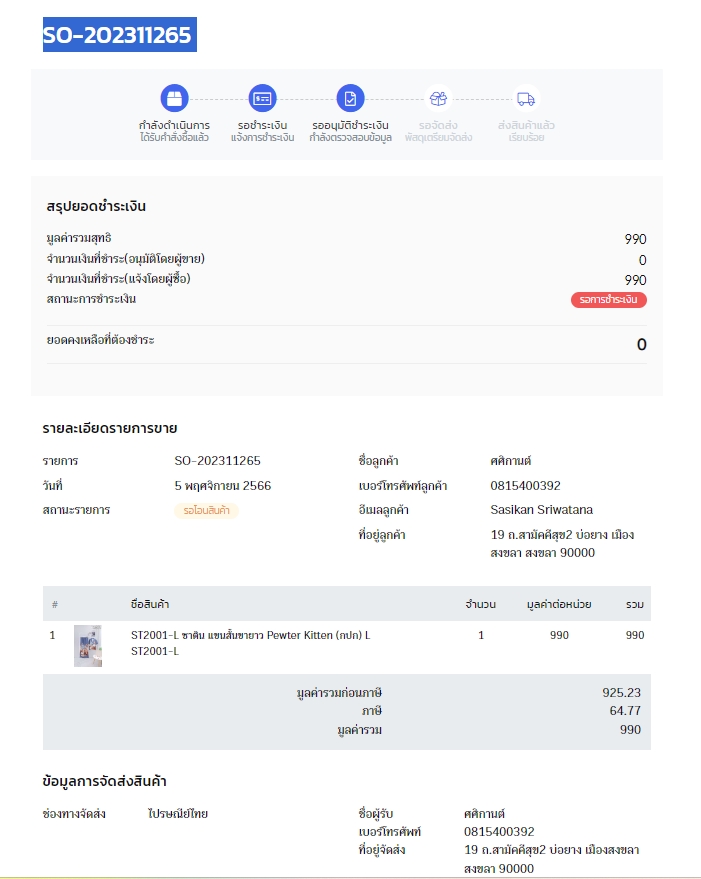 SO-202311265
กำลังดำเนินการ รอชำระเงิน รออนุมัติชำระเงิน รอจัดส่ง ส่งสินค้าแล้ว
ได้รับคำสั่งซื้อแล้ว แจ้งการชำระเงิน กำลังตรวจสอบข้อมูล พัสดุเตรียมจัดส่ง เรียบร้อย
สรุปยอดชำระเงิน
มูลค่ารวมสุทธิ 990
จำนวนเงินที่ชำระ(อนุมัติโดยผู้ขาย) 0
จำนวนเงินที่ชำระ(แจ้งโดยผู้ซื้อ) 990
สถานะการชำระเงิน รอการชำระเงิน
ยอดคงเหลือที่ต้องชำระ 0
รายละเอียดรายการขาย
รายการ SO-202311265 ชื่อลูกค้า ศศิกานต์
วันที่ 5 พฤศจิกายน 2566 เบอร์โทรศัพท์ลูกค้า 0815400392
สถานะรายการ รอโอนสินค้า อีเมลลูกค้า Sasikan Sriwatana
ที่อยู่ลูกค้า 19 ถ.สามัคคีสุข2 บ่อยาง เมือง
สงขลา สงขลา 90000
# ชื่อสินค้า จำนวน มูลค่าต่อหน่วย รวม
1 ST2001-L ซาติน แขนสั้นขายาว Pewter Kitten (กปก) L 1 990 990
ST2001-L
มูลค่ารวมก่อนภาษี 925.23
ภาษี 64.77
มูลค่ารวม 990
ข้อมูลการจัดส่งสินค้า
ช่องทางจัดส่ง ไปรษณีย์ไทย ชื่อผู้รับ ศศิกานต์
เบอร์โทรศัพท์ 0815400392
ที่อยู่จัดส่ง 19 ถ.สามัคคีสุข2 บ่อยาง เมืองสงขลา
สงขลา 90000